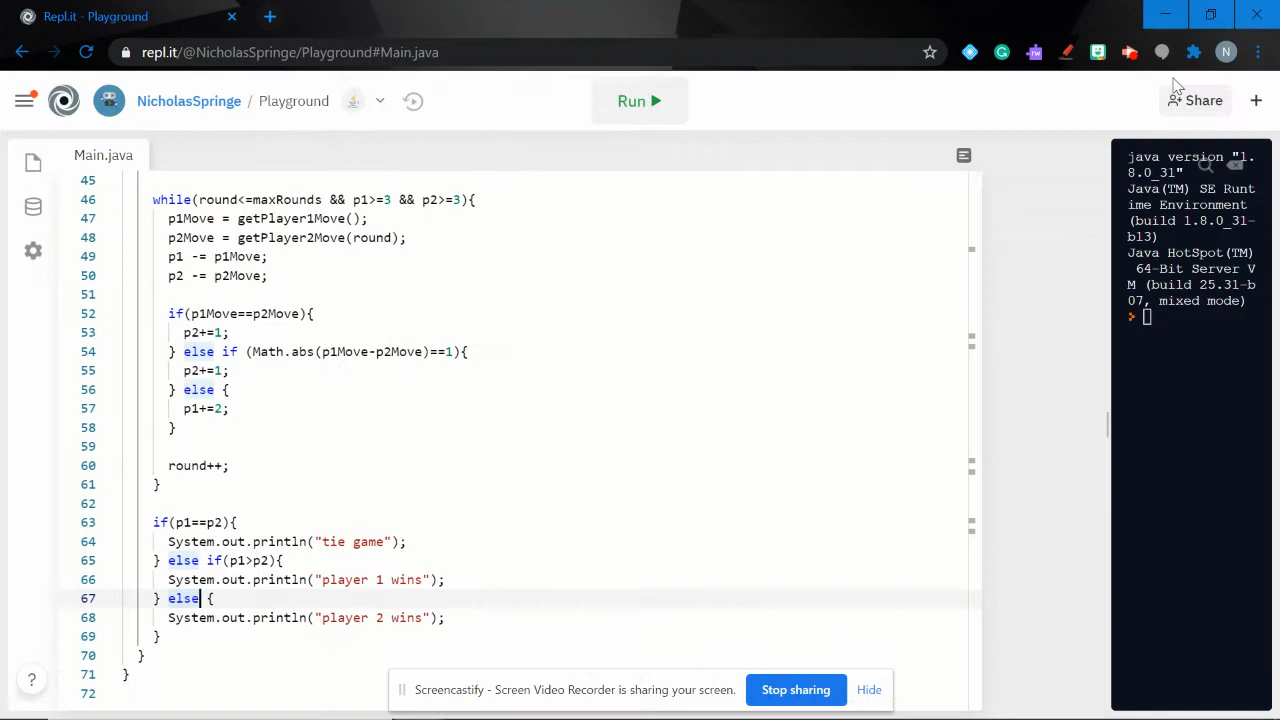 Repl.it - Playground
repl.it/@NicholasSpringe/Playground#Main.java
N
NicholasSpringe / Playground
Run
Share
Main.java
45
46 while(round<=maxRounds && p1>=3 && p2>=3){
47 p1Move = getPlayer1Move();
48 p2Move = getPlayer2Move(round);
49 p1 -= p1Move;
50 p2 -= p2Move;
51
52 if(p1Move==p2Move){
53 p2+=1;
54 } else if (Math.abs(p1Move-p2Move)==1){
55 p2+=1;
56 } else {
57 p1+=2;
58 }
59
60 round++;
61 }
62
63 if(p1==p2){
64 System.out.println("tie game");
65 } else if(p1>p2){
66 System.out.println("player 1 wins");
67 } else {
68 System.out.println("player 2 wins");
69 }
70 }
71 }
72
java version "1.
8.0_31"
Java(TM) SE Runt
ime Environment
(build 1.8.0_31-
b13)
Java HotSpot(TM)
64-Bit Server V
M (build 25.31-b
07, mixed mode)
Screencastify - Screen Video Recorder is sharing your screen.
Stop sharing
Hide